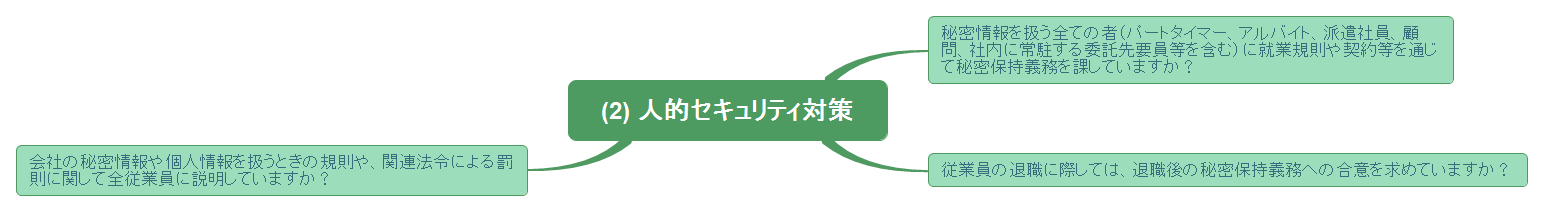 (2) 人的セキュリティ対策
秘密情報を扱う全ての者(パートタイマー、アルバイト、派遣社員、顧
問、社内に常駐する委託先要員等を含む)に就業規則や契約等を通じ
て秘密保持義務を課していますか?
従業員の退職に際しては、退職後の秘密保持義務への合意を求めていますか?
会社の秘密情報や個人情報を扱うときの規則や、関連法令による罰
則に関して全従業員に説明していますか?